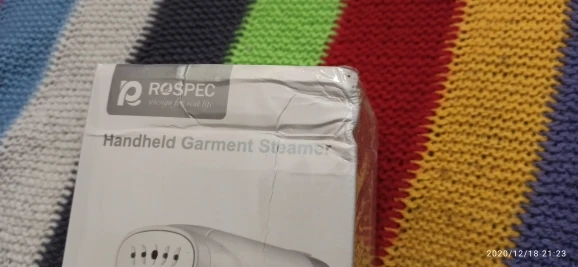 ROSPEC
Handheld Garment Steamer
2020/12/18 21:23